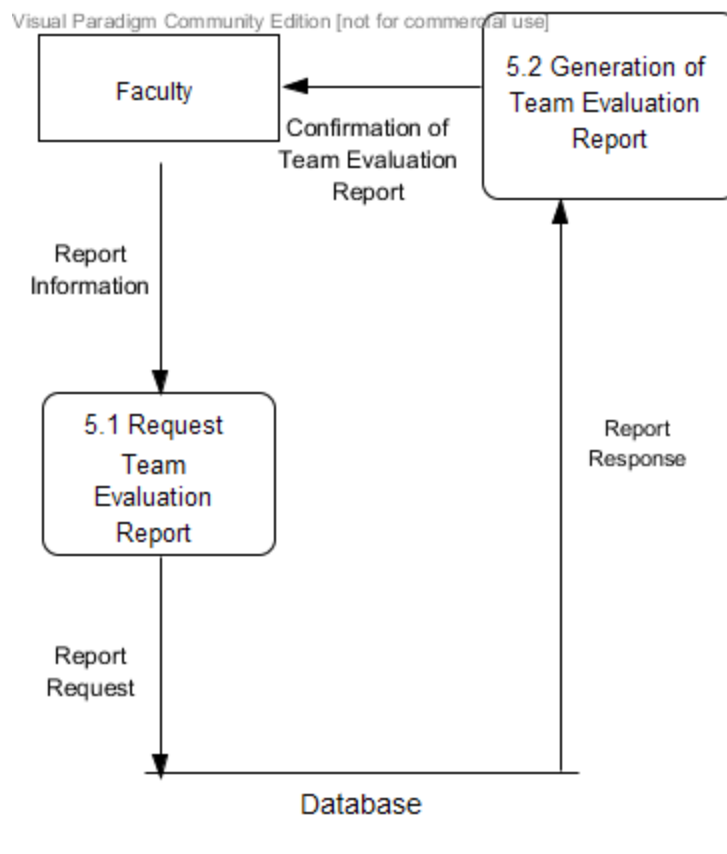 Visual Paradigm Community Edition [not for commercial use]
Faculty
5.2 Generation of
Team Evaluation
Report
Confirmation of
Team Evaluation
Report
Report
Information
5.1 Request
Team
Evaluation
Report
Report
Response
Report
Request
Database